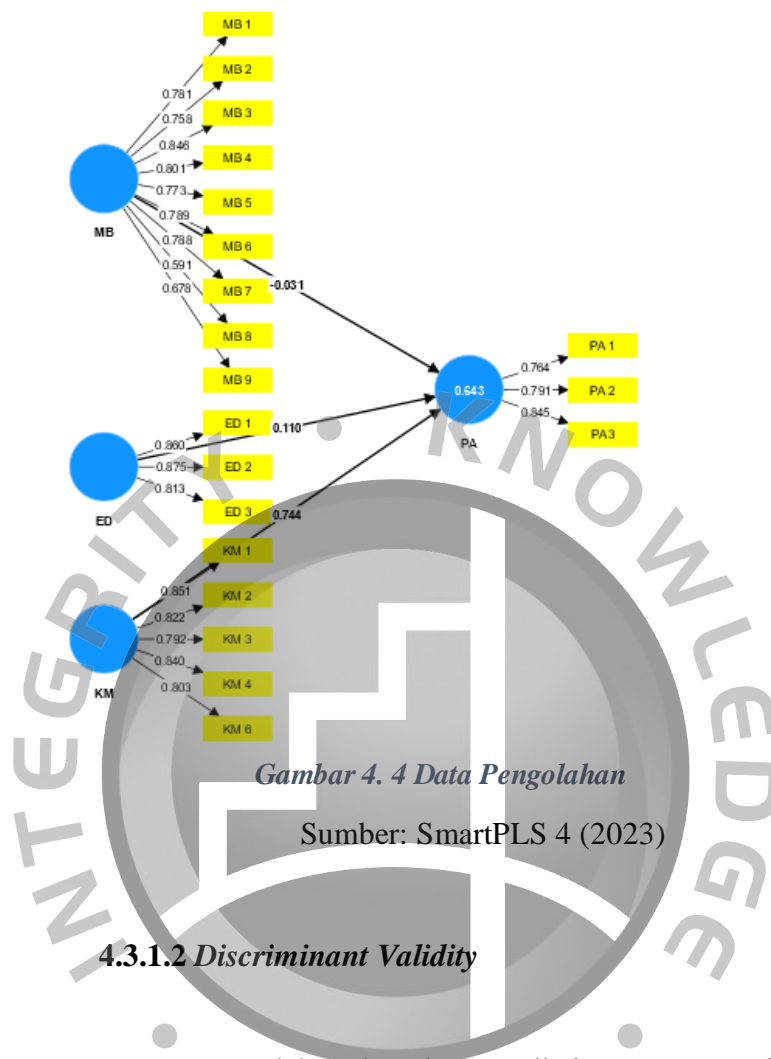 MB 1
MB 2
MB 3
MB 4
MB 5
MB 6
MB 7
MB 8
MB 9
0.781
0.758
0.846
0.801
0.773
0.789
0.788
0.591
0.678
MB
-0.031
ED 1
ED 2
ED 3
0.860
0.875
0.813
ED
0.110
KM 1
KM 2
KM 3
KM 4
KM 6
0.851
0.822
0.792
0.840
0.803
KM
0.744
0.643
PA
0.764
0.791
0.845
PA 1
PA 2
PA3
INTEGRITY • KNOWLEDGE •
Gambar 4. 4 Data Pengolahan
Sumber: SmartPLS 4 (2023)
4.3.1.2 Discriminant Validity